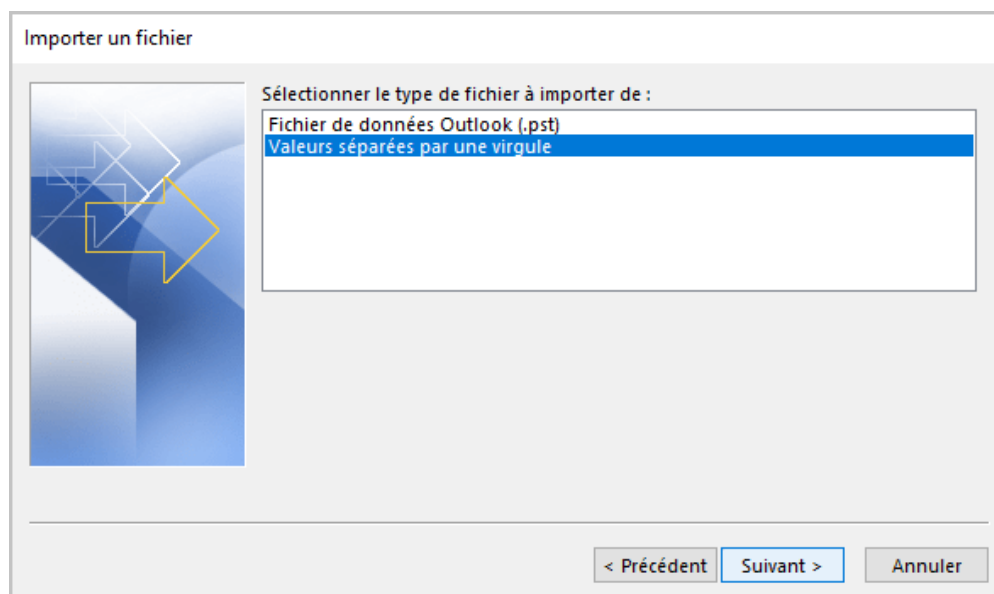 Importer un fichier
Sélectionner le type de fichier à importer de :
Fichier de données Outlook (.pst)
Valeurs séparées par une virgule
< Précédent
Suivant >
Annuler